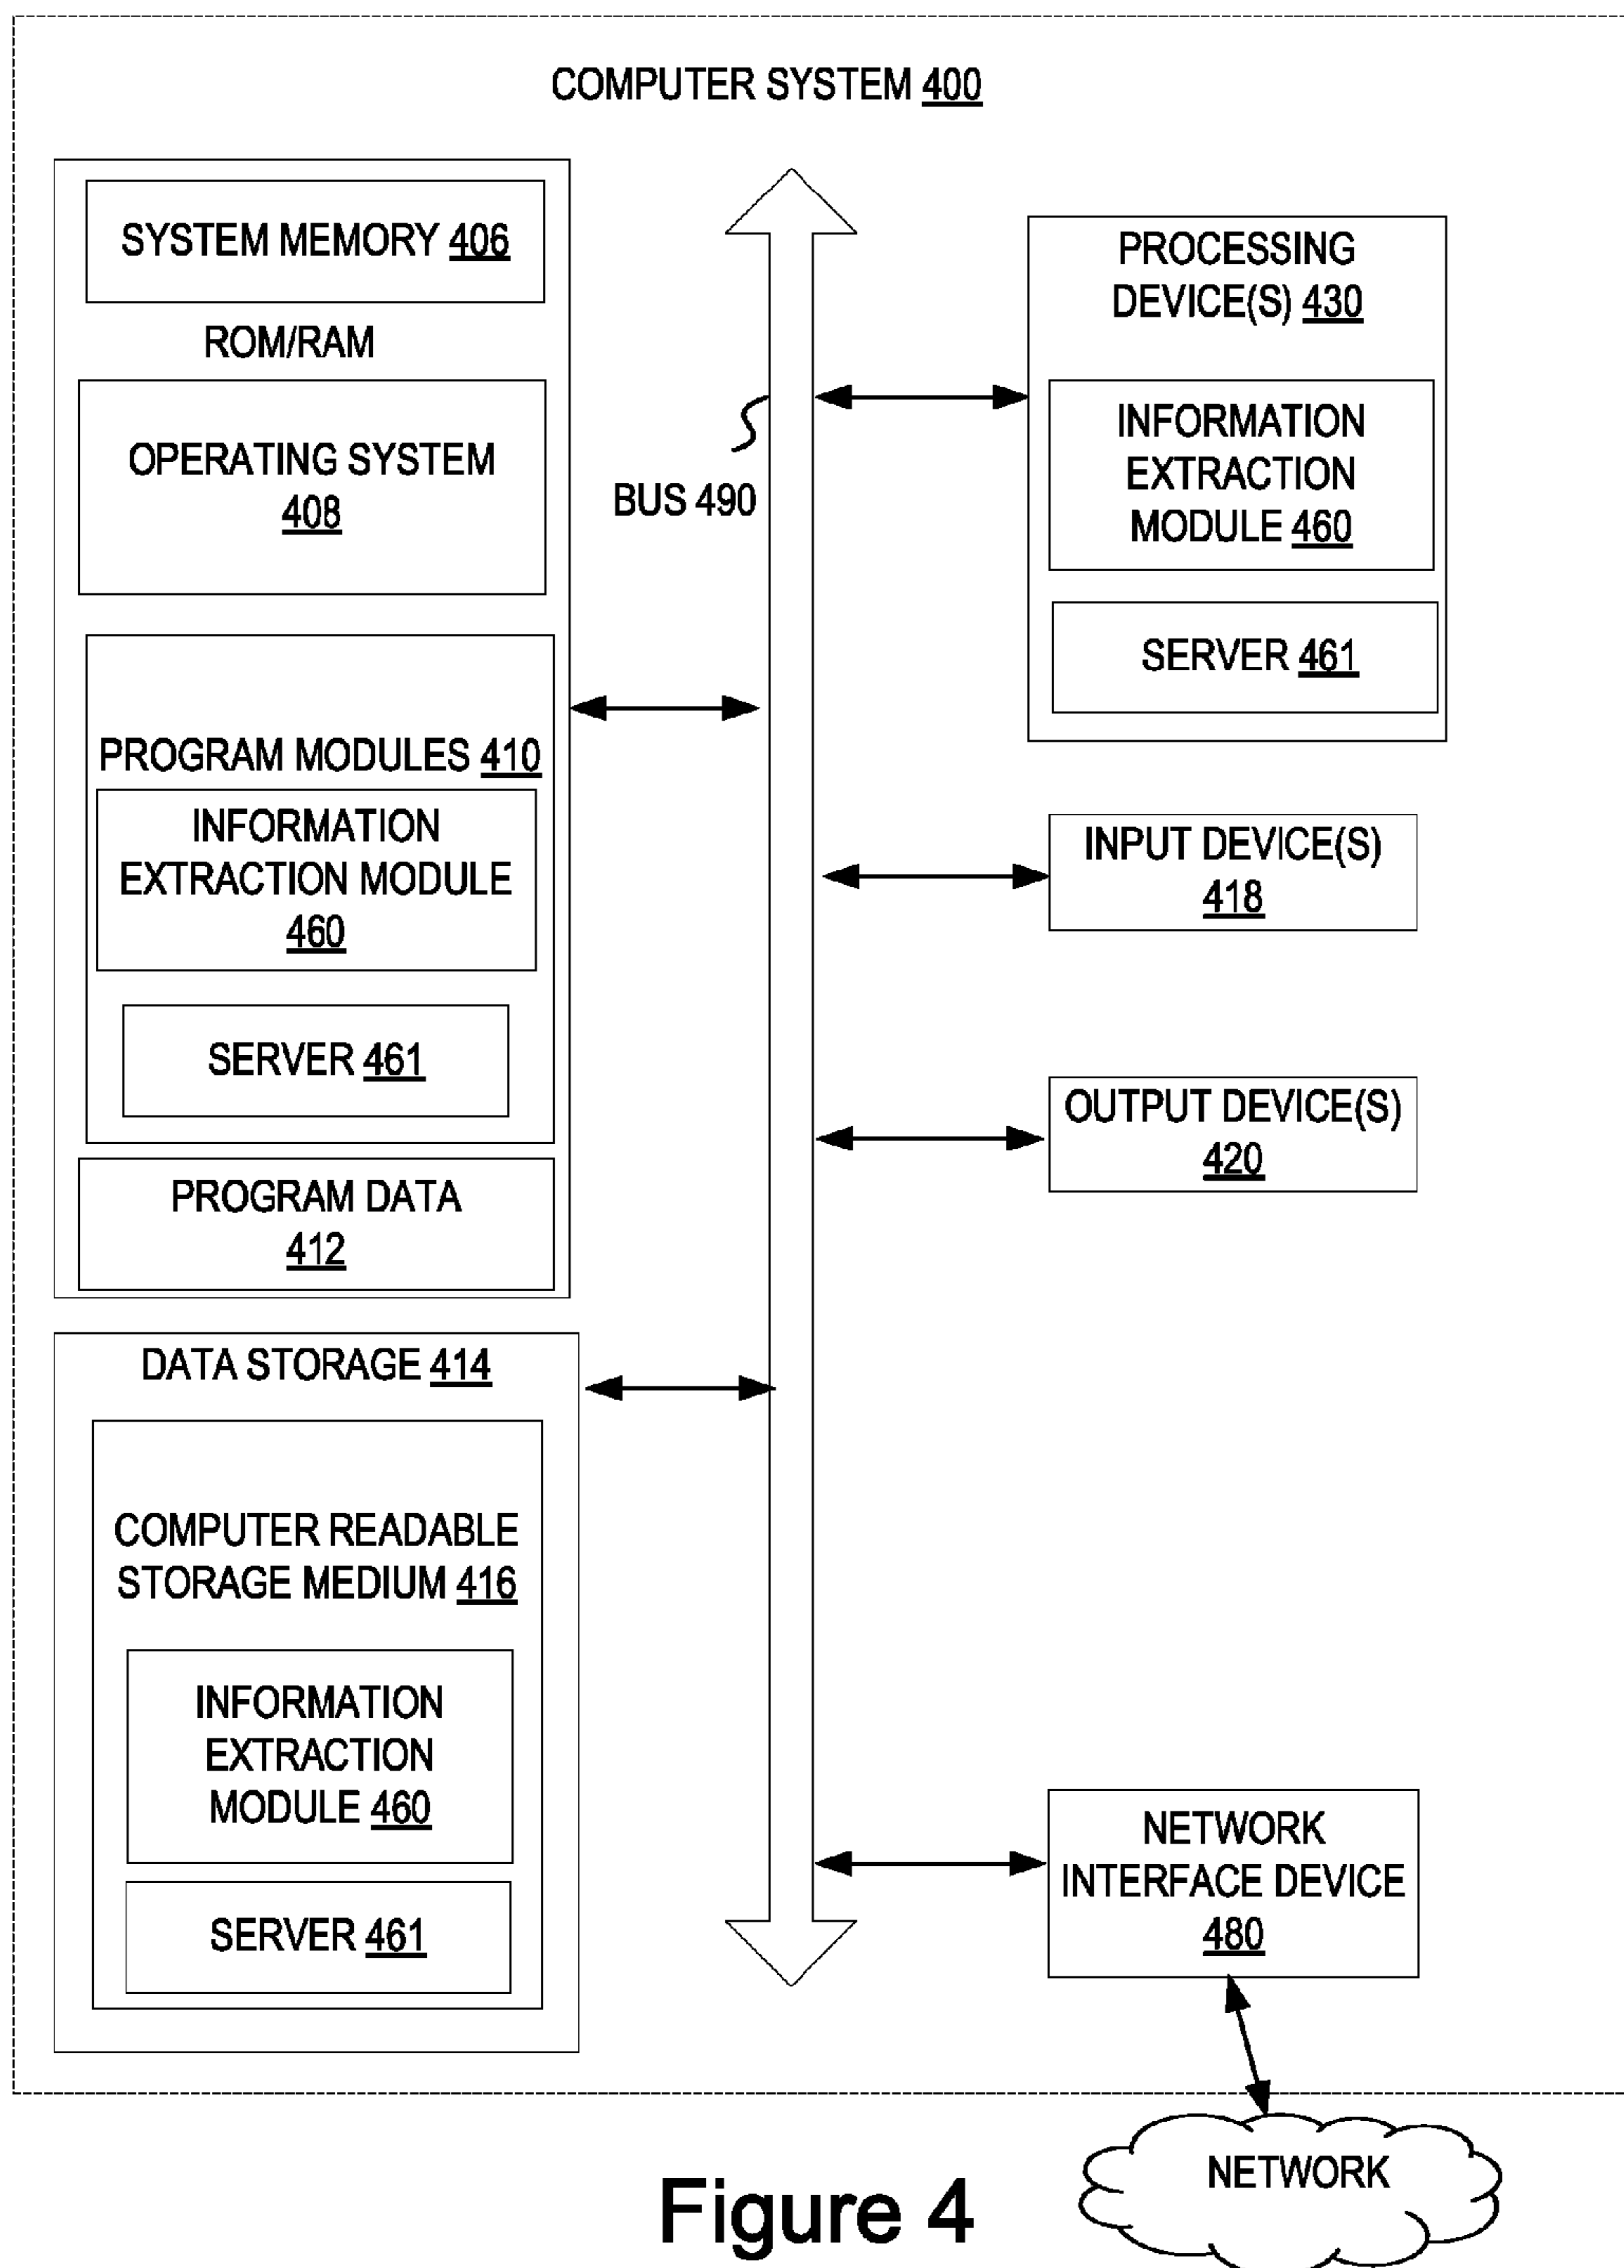 COMPUTER SYSTEM 400
SYSTEM MEMORY 406
ROM/RAM
OPERATING SYSTEM
408
PROGRAM MODULES 410
INFORMATION
EXTRACTION MODULE
460
SERVER 461
PROGRAM DATA
412
DATA STORAGE 414
COMPUTER READABLE
STORAGE MEDIUM 416
INFORMATION
EXTRACTION
MODULE 460
SERVER 461
BUS 490
PROCESSING
DEVICE(S) 430
INFORMATION
EXTRACTION
MODULE 460
SERVER 461
INPUT DEVICE(S)
418
OUTPUT DEVICE(S)
420
NETWORK
INTERFACE DEVICE
480
NETWORK
Figure 4